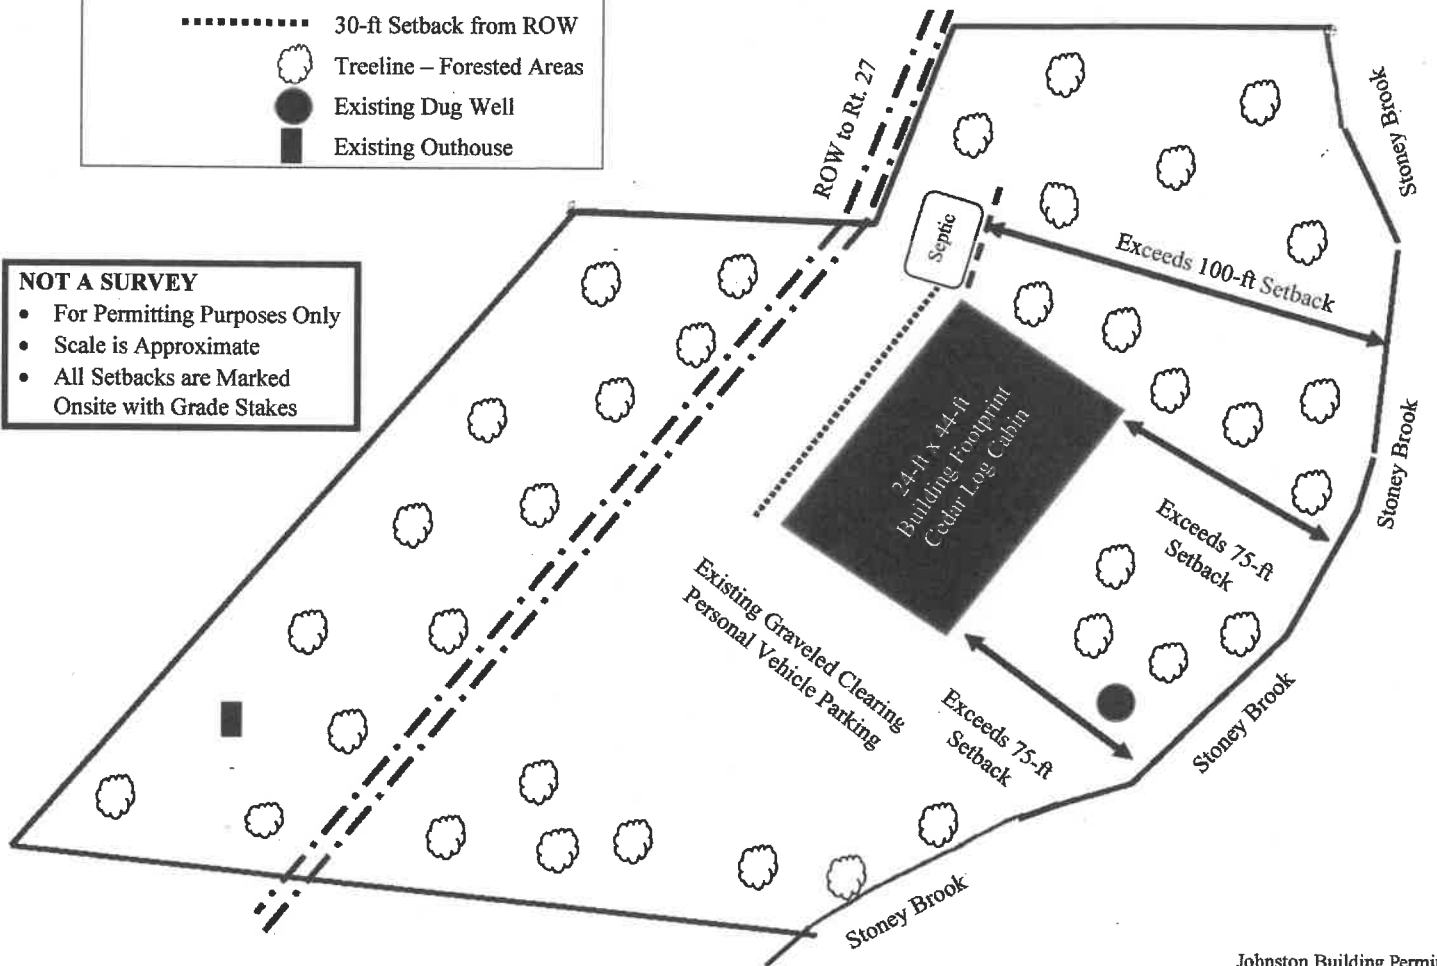 30-ft Setback from ROW
Treeline – Forested Areas
Existing Dug Well
Existing Outhouse
ROW to Rt. 27
Stoney Brook
Septic
Exceeds 100-ft Setback
NOT A SURVEY
• For Permitting Purposes Only
• Scale is Approximate
• All Setbacks are Marked
Onsite with Grade Stakes
24-ft x 44-ft
Building Footprint
Cedar Log Cabin
Stoney Brook
Exceeds 75-ft
Setback
Existing Graveled Clearing
Personal Vehicle Parking
Exceeds 75-ft
Setback
Stoney Brook
Stoney Brook
Johnston Building Permi